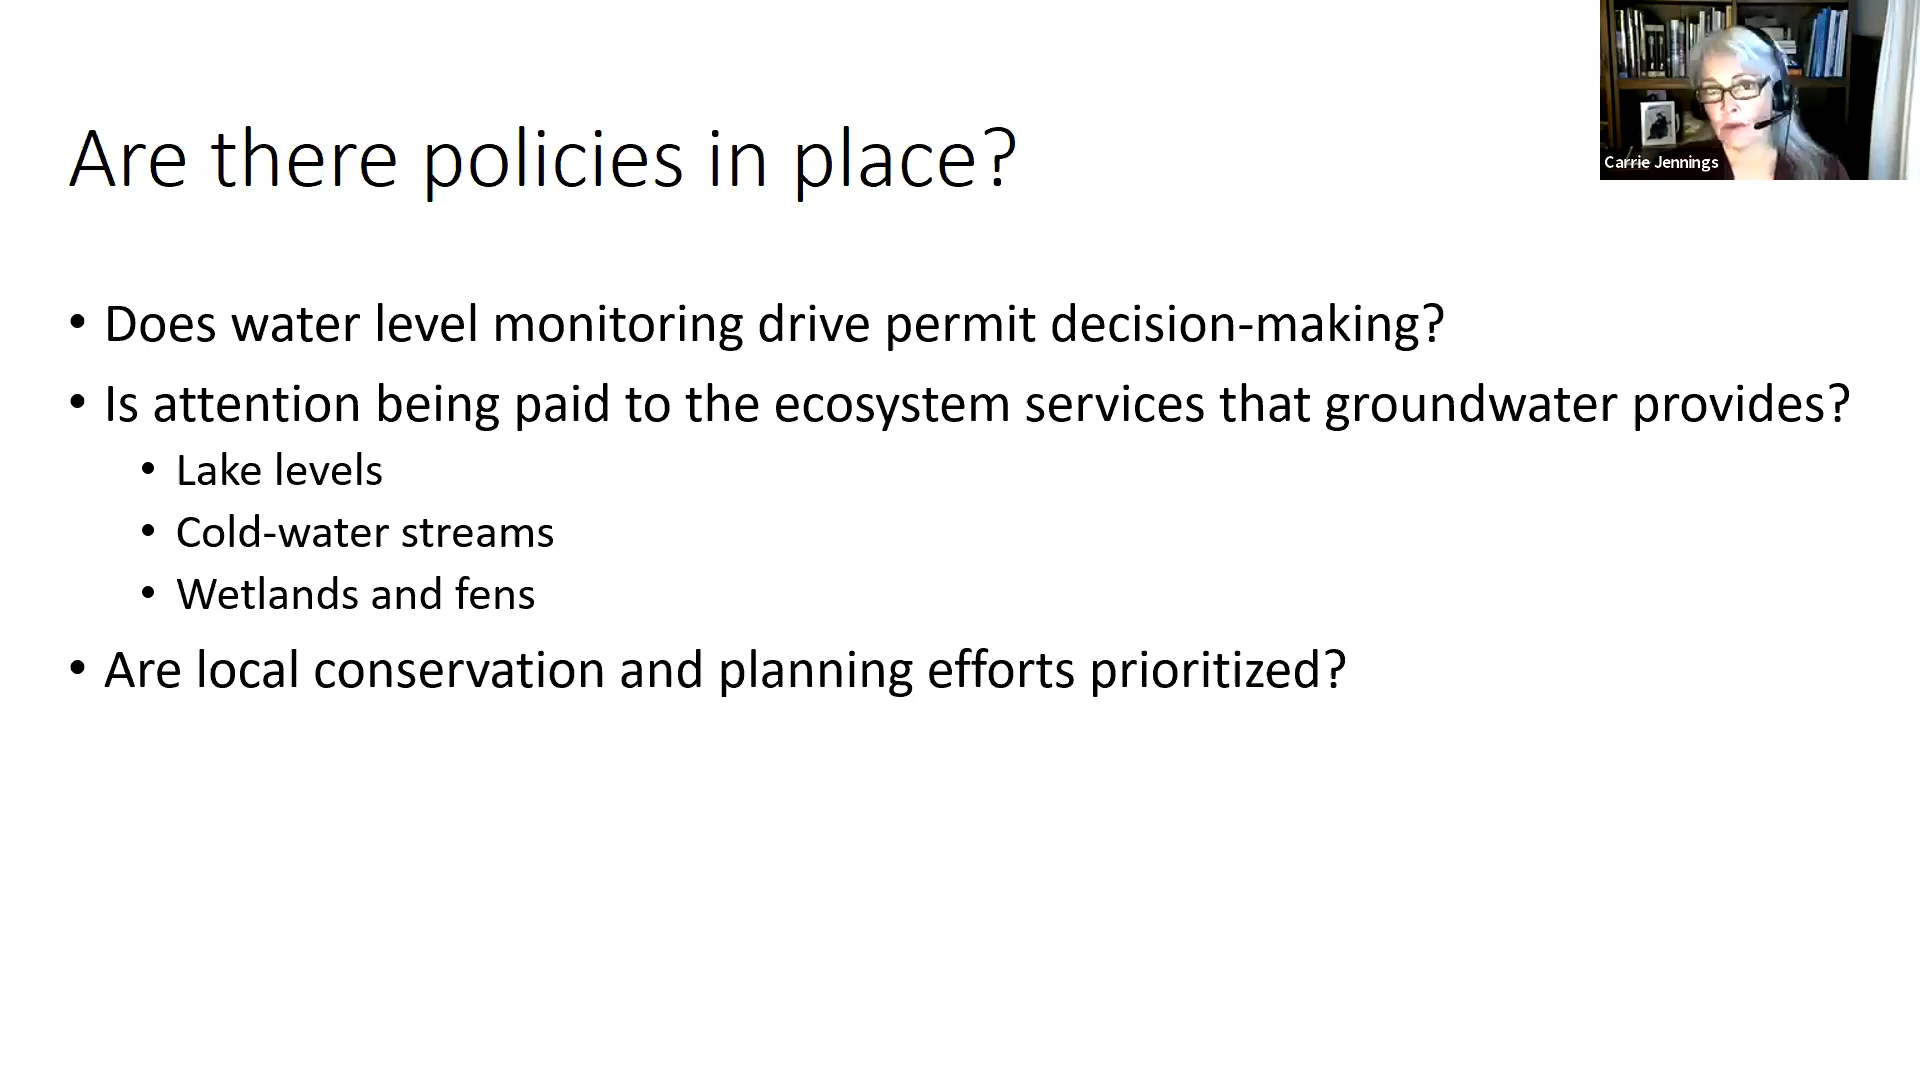 Are there policies in place?
Carrie Jennings
• Does water level monitoring drive permit decision-making?
• Is attention being paid to the ecosystem services that groundwater provides?
• Lake levels
• Cold-water streams
• Wetlands and fens
• Are local conservation and planning efforts prioritized?